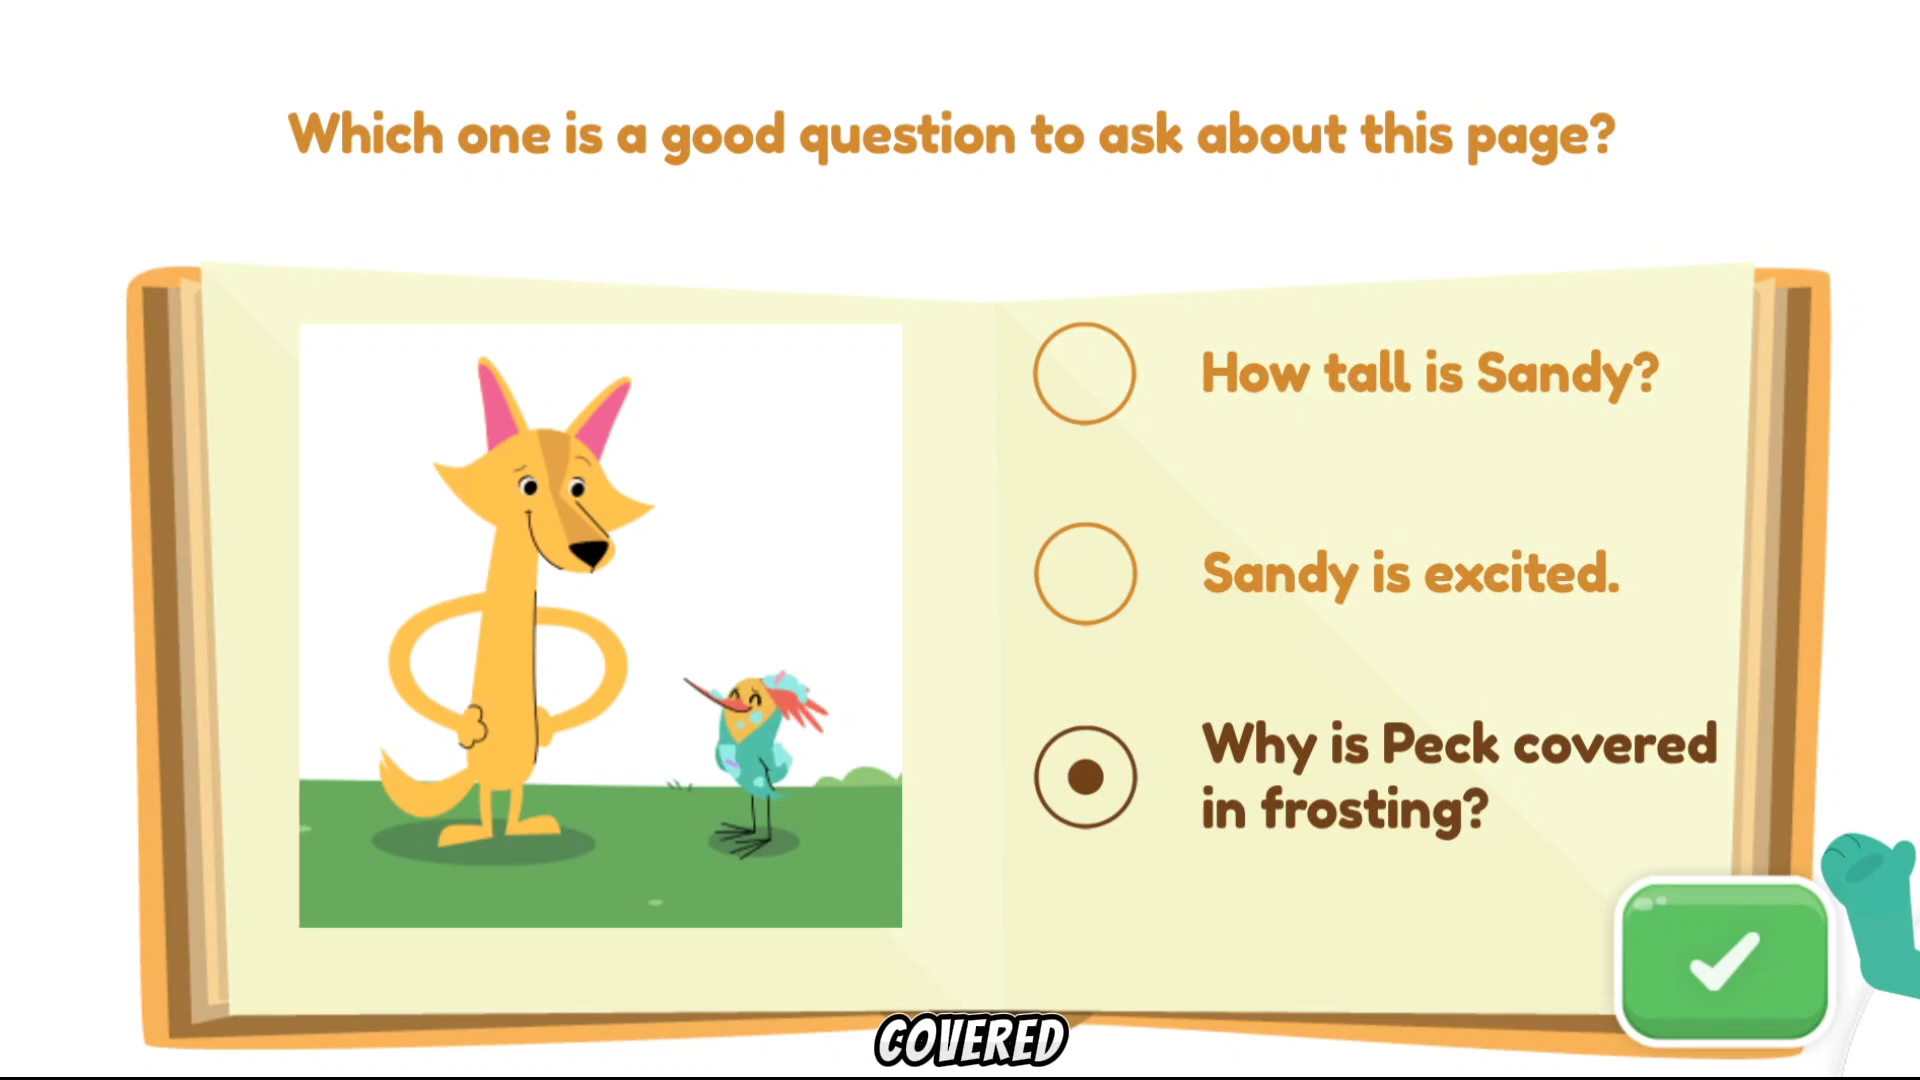 Which one is a good question to ask about this page?
How tall is Sandy?
Sandy is excited.
Why is Peck covered
in frosting?
COVERED